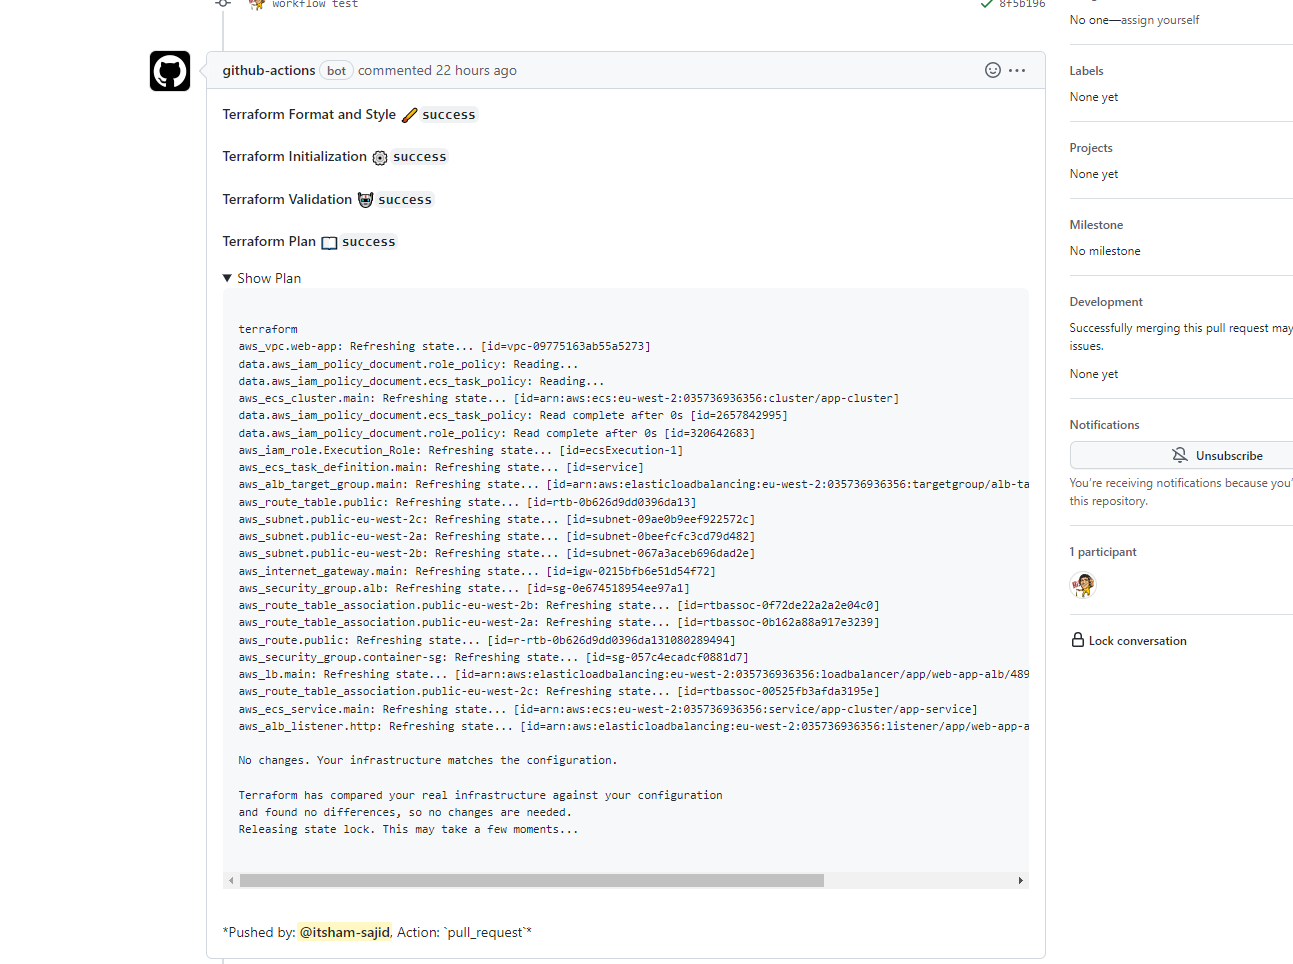 workflow test
8f5b196
github-actions bot commented 22 hours ago
Terraform Format and Style success
Terraform Initialization success
Terraform Validation success
Terraform Plan success
Show Plan
terraform
aws_vpc.web-app: Refreshing state... [id=vpc-09775163ab55a5273]
data.aws_iam_policy_document.role_policy: Reading...
data.aws_iam_policy_document.ecs_task_policy: Reading...
aws_ecs_cluster.main: Refreshing state... [id=arn:aws:ecs:eu-west-2:035736936356:cluster/app-cluster]
data.aws_iam_policy_document.ecs_task_policy: Read complete after 0s [id=2657842995]
data.aws_iam_policy_document.role_policy: Read complete after 0s [id=320642683]
aws_iam_role.Execution_Role: Refreshing state... [id=ecsExecution-1]
aws_ecs_task_definition.main: Refreshing state... [id=service]
aws_alb_target_group.main: Refreshing state... [id=arn:aws:elasticloadbalancing:eu-west-2:035736936356:targetgroup/alb-ta
aws_route_table.public: Refreshing state... [id=rtb-0b626d9dd0396da13]
aws_subnet.public-eu-west-2c: Refreshing state... [id=subnet-09ae0b9eef922572c]
aws_subnet.public-eu-west-2a: Refreshing state... [id=subnet-0beefcfc3cd79d482]
aws_subnet.public-eu-west-2b: Refreshing state... [id=subnet-067a3aceb696dad2e]
aws_internet_gateway.main: Refreshing state... [id=igw-0215bfb6e51d54f72]
aws_security_group.alb: Refreshing state... [id=sg-0e674518954ee97a1]
aws_route_table_association.public-eu-west-2b: Refreshing state... [id=rtbassoc-0f72de22a2a2e04c0]
aws_route_table_association.public-eu-west-2a: Refreshing state... [id=rtbassoc-0b162a88a917e3239]
aws_route.public: Refreshing state... [id=r-rtb-0b626d9dd0396da131080289494]
aws_security_group.container-sg: Refreshing state... [id=sg-057c4ecadcf0881d7]
aws_lb.main: Refreshing state... [id=arn:aws:elasticloadbalancing:eu-west-2:035736936356:loadbalancer/app/web-app-alb/489
aws_route_table_association.public-eu-west-2c: Refreshing state... [id=rtbassoc-00525fb3afda3195e]
aws_ecs_service.main: Refreshing state... [id=arn:aws:ecs:eu-west-2:035736936356:service/app-cluster/app-service]
aws_alb_listener.http: Refreshing state... [id=arn:aws:elasticloadbalancing:eu-west-2:035736936356:listener/app/web-app-a
No changes. Your infrastructure matches the configuration.
Terraform has compared your real infrastructure against your configuration
and found no differences, so no changes are needed.
Releasing state lock. This may take a few moments...
*Pushed by: @itsham-sajid, Action: `pull_request`*
No one—assign yourself
Labels
None yet
Projects
None yet
Milestone
No milestone
Development
Successfully merging this pull request may
issues.
None yet
Notifications
Unsubscribe
You're receiving notifications because you'
this repository.
1 participant
Lock conversation